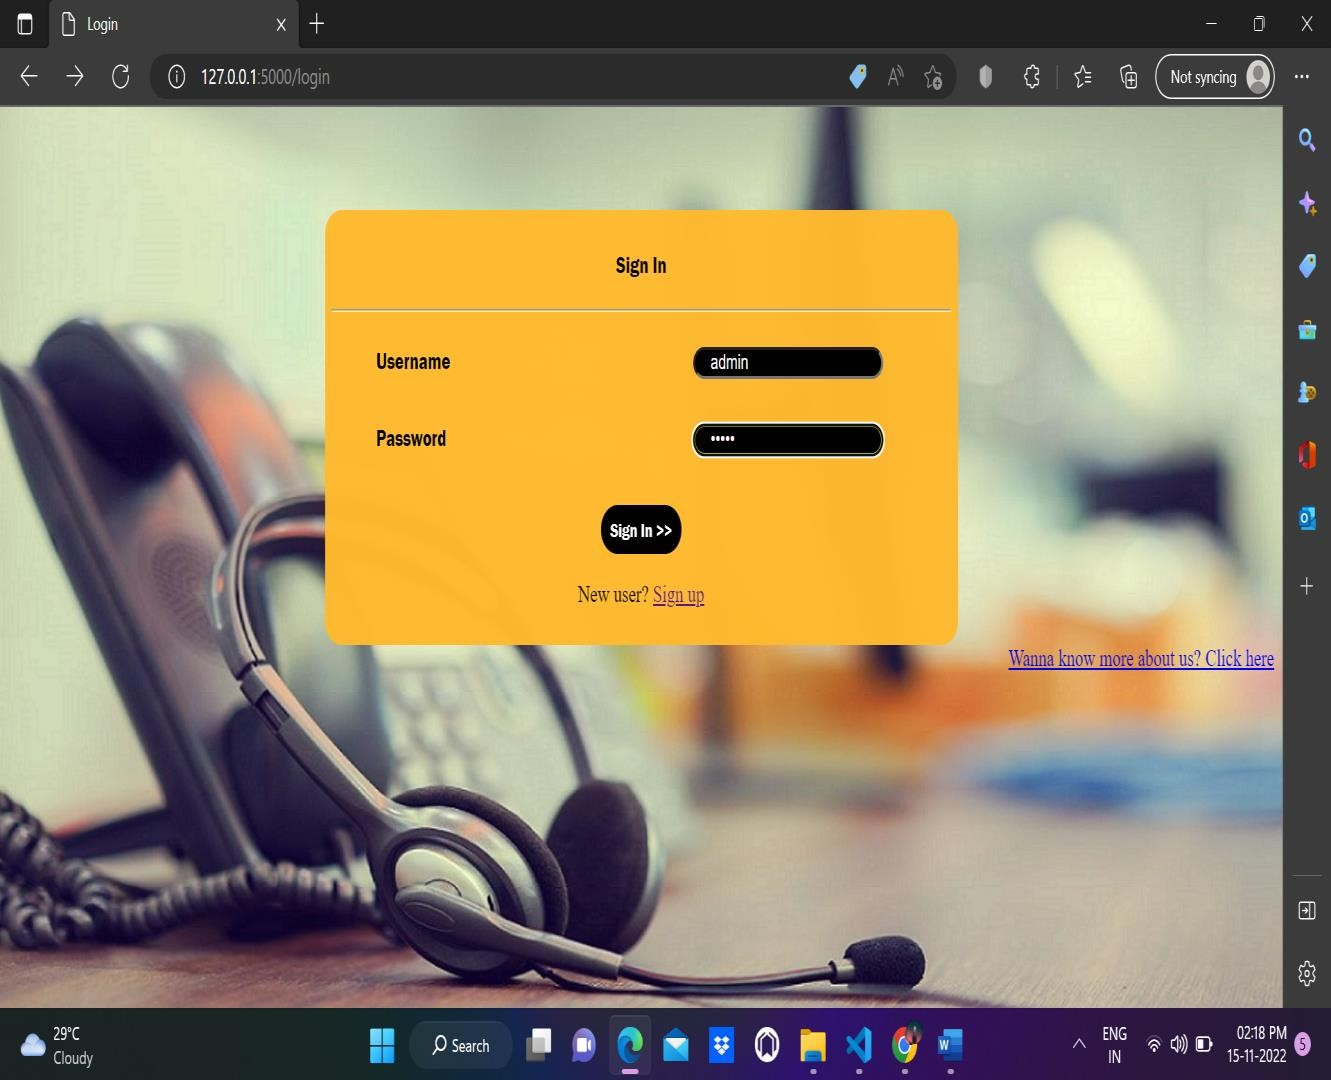 Login
127.0.0.1:5000/login
Not syncing
Sign In
Username
admin
Password
•••••
Sign In >>
New user? Sign up
Wanna know more about us? Click here
29°C
Cloudy
Search
ENG
IN
02:18 PM
15-11-2022
5